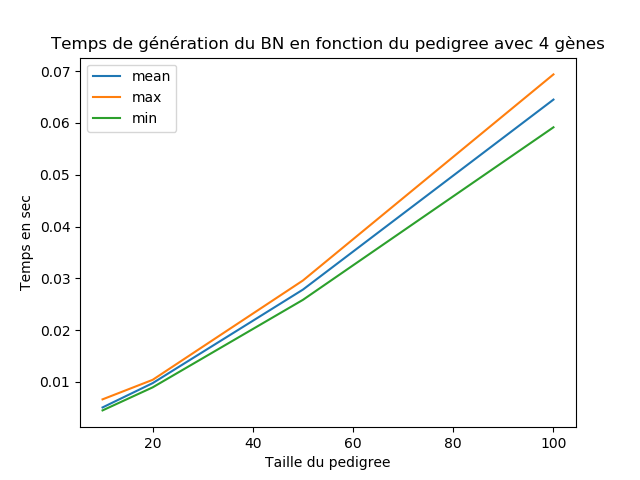 Temps de génération du BN en fonction du pedigree avec 4 gènes
mean
max
min
0.07
0.06
0.05
0.04
0.03
0.02
0.01
Temps en sec
20 40 60 80 100
Taille du pedigree